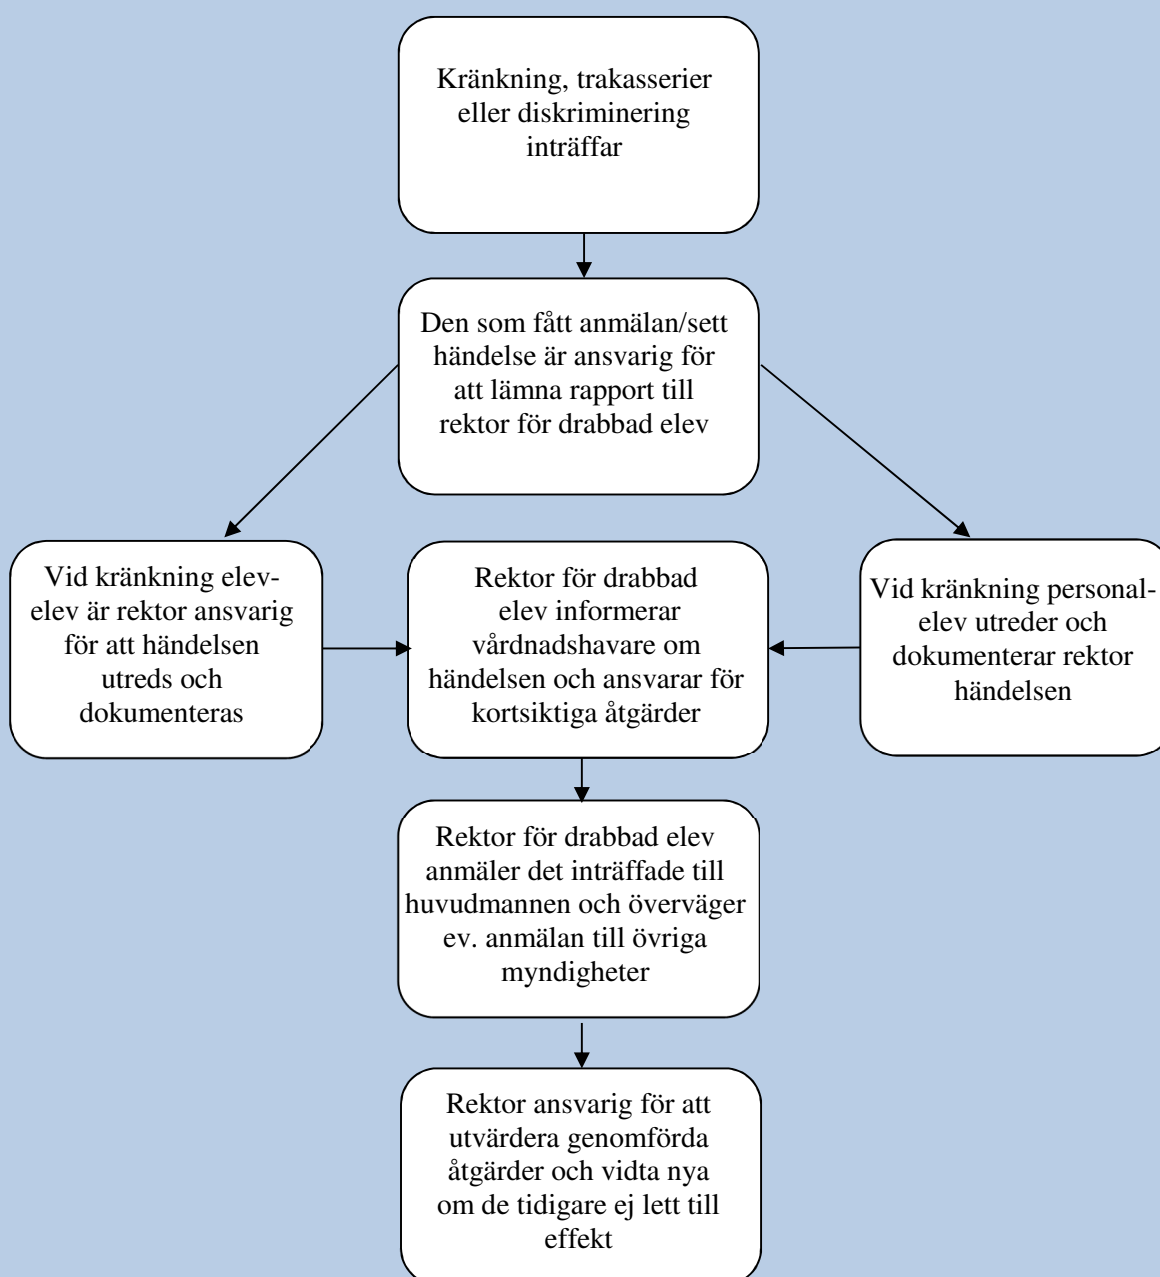 Kränkning, trakasserier
eller diskriminering
inträffar
Den som fått anmälan/sett
händelse är ansvarig för
att lämna rapport till
rektor för drabbad elev
Vid kränkning elev-
elev är rektor ansvarig
för att händelsen
utreds och
dokumenteras
Rektor för drabbad
elev informerar
vårdnadshavare om
händelsen och ansvarar för
kortsiktiga åtgärder
Vid kränkning personal-
elev utreder och
dokumenterar rektor
händelsen
Rektor för drabbad elev
anmäler det inträffade till
huvudmannen och överväger
ev. anmälan till övriga
myndigheter
Rektor ansvarig för att
utvärdera genomförda
åtgärder och vidta nya
om de tidigare ej lett till
effekt